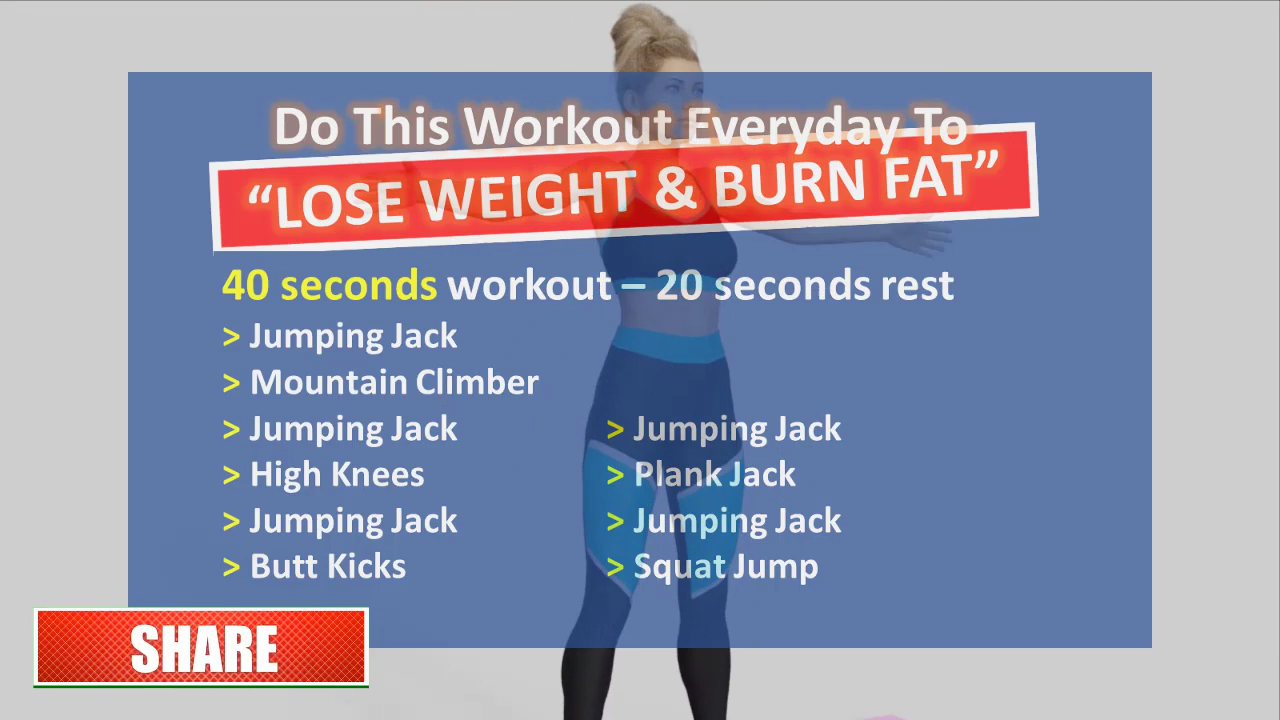 Do This Workout Everyday To
“LOSE WEIGHT & BURN FAT”
40 seconds workout – 20 seconds rest
> Jumping Jack
> Mountain Climber
> Jumping Jack
> High Knees
> Jumping Jack
> Butt Kicks
> Jumping Jack
> Plank Jack
> Jumping Jack
> Squat Jump
SHARE